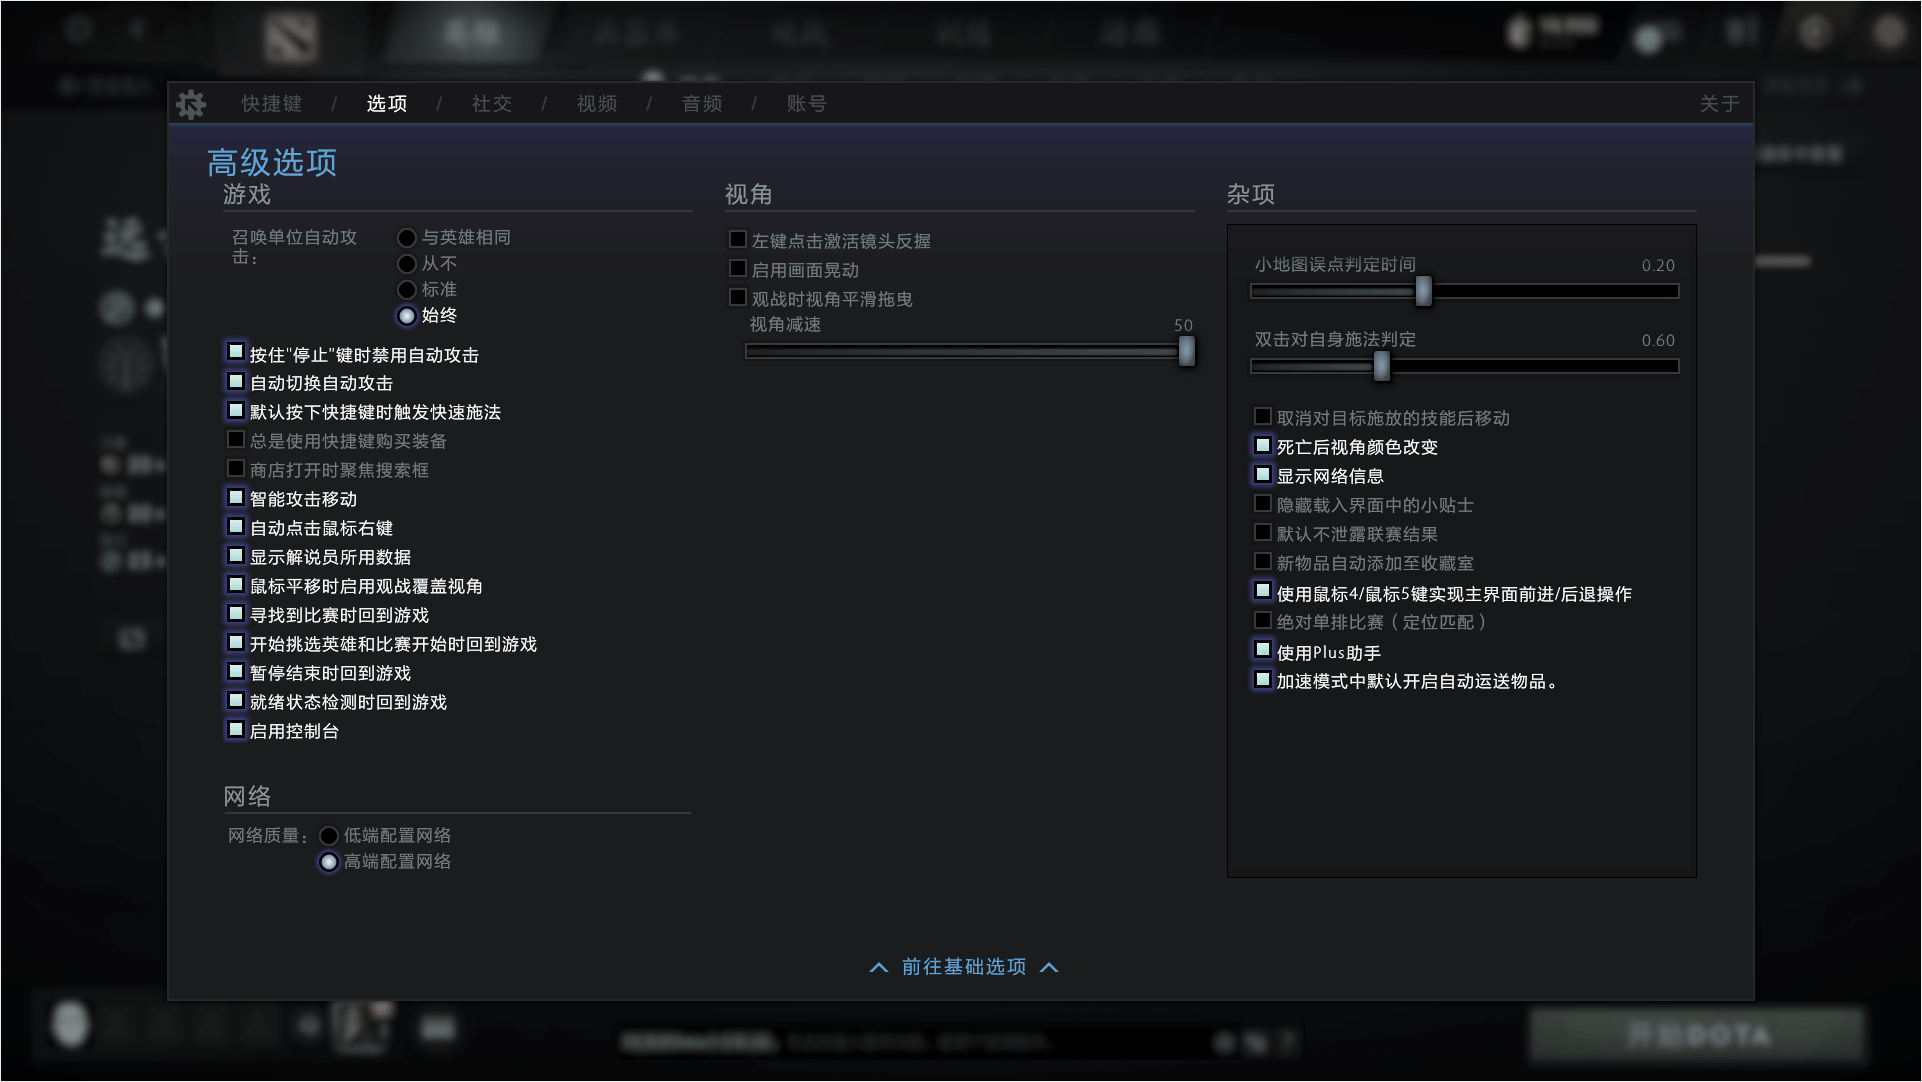 快捷键 / 选项 / 社交 / 视频 / 音频 / 账号
关于
高级选项
游戏
召唤单位自动攻击：
与英雄相同
从不
标准
始终
按住"停止"键时禁用自动攻击
自动切换自动攻击
默认按下快捷键时触发快速施法
总是使用快捷键购买装备
商店打开时聚焦搜索框
智能攻击移动
自动点击鼠标右键
显示解说员所用数据
鼠标平移时启用观战覆盖视角
寻找到比赛时回到游戏
开始挑选英雄和比赛开始时回到游戏
暂停结束时回到游戏
就绪状态检测时回到游戏
启用控制台
网络
网络质量：
低端配置网络
高端配置网络
视角
左键点击激活镜头反握
启用画面晃动
观战时视角平滑拖曳
视角减速 50
杂项
小地图误点判定时间 0.20
双击对自身施法判定 0.60
取消对目标施放的技能后移动
死亡后视角颜色改变
显示网络信息
隐藏载入界面中的小贴士
默认不泄露联赛结果
新物品自动添加至收藏室
使用鼠标4/鼠标5键实现主界面前进/后退操作
绝对单排比赛（定位匹配）
使用Plus助手
加速模式中默认开启自动运送物品。
前往基础选项
开始DOTA